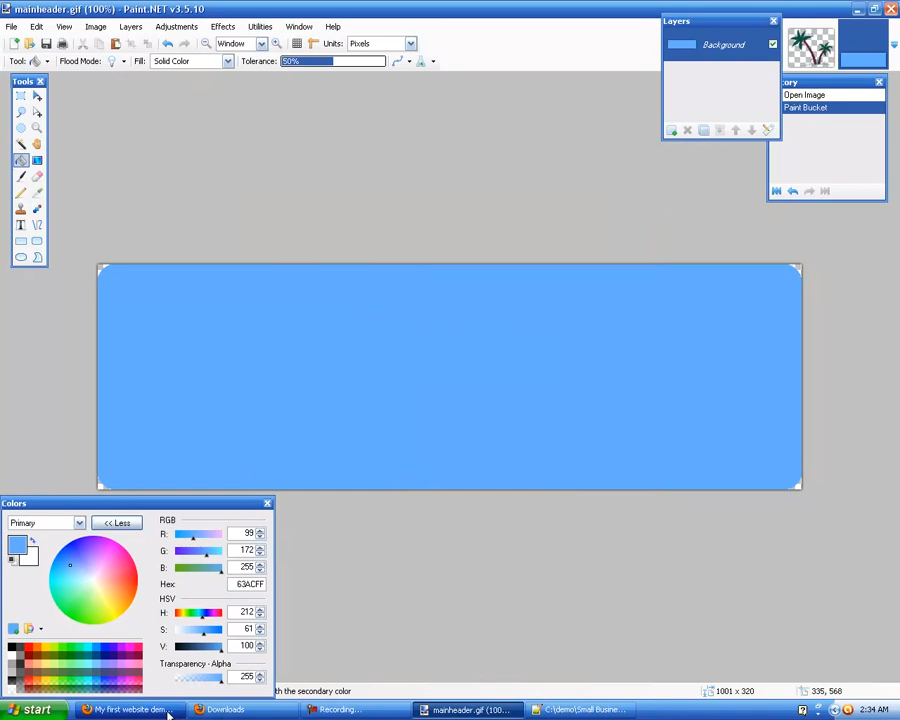 mainheader.gif (100%) - Paint.NET v3.5.10
File Edit View Image Layers Adjustments Effects Utilities Window Help
Window Units: Pixels
Tool: Flood Mode: Fill: Solid Color Tolerance: 50%
Tools
Layers
Background
ory
Open Image
Paint Bucket
T
Colors
Primary
<< Less
RGB
R: 99
G: 172
B: 255
Hex: 63ACFF
HSV
H: 212
S: 61
V: 100
Transparency - Alpha
255
th the secondary color
1001 x 320
335, 568
start
My first website dem...
Downloads
Recording...
mainheader.gif (100...
C:\demo\Small Busine...
2:34 AM